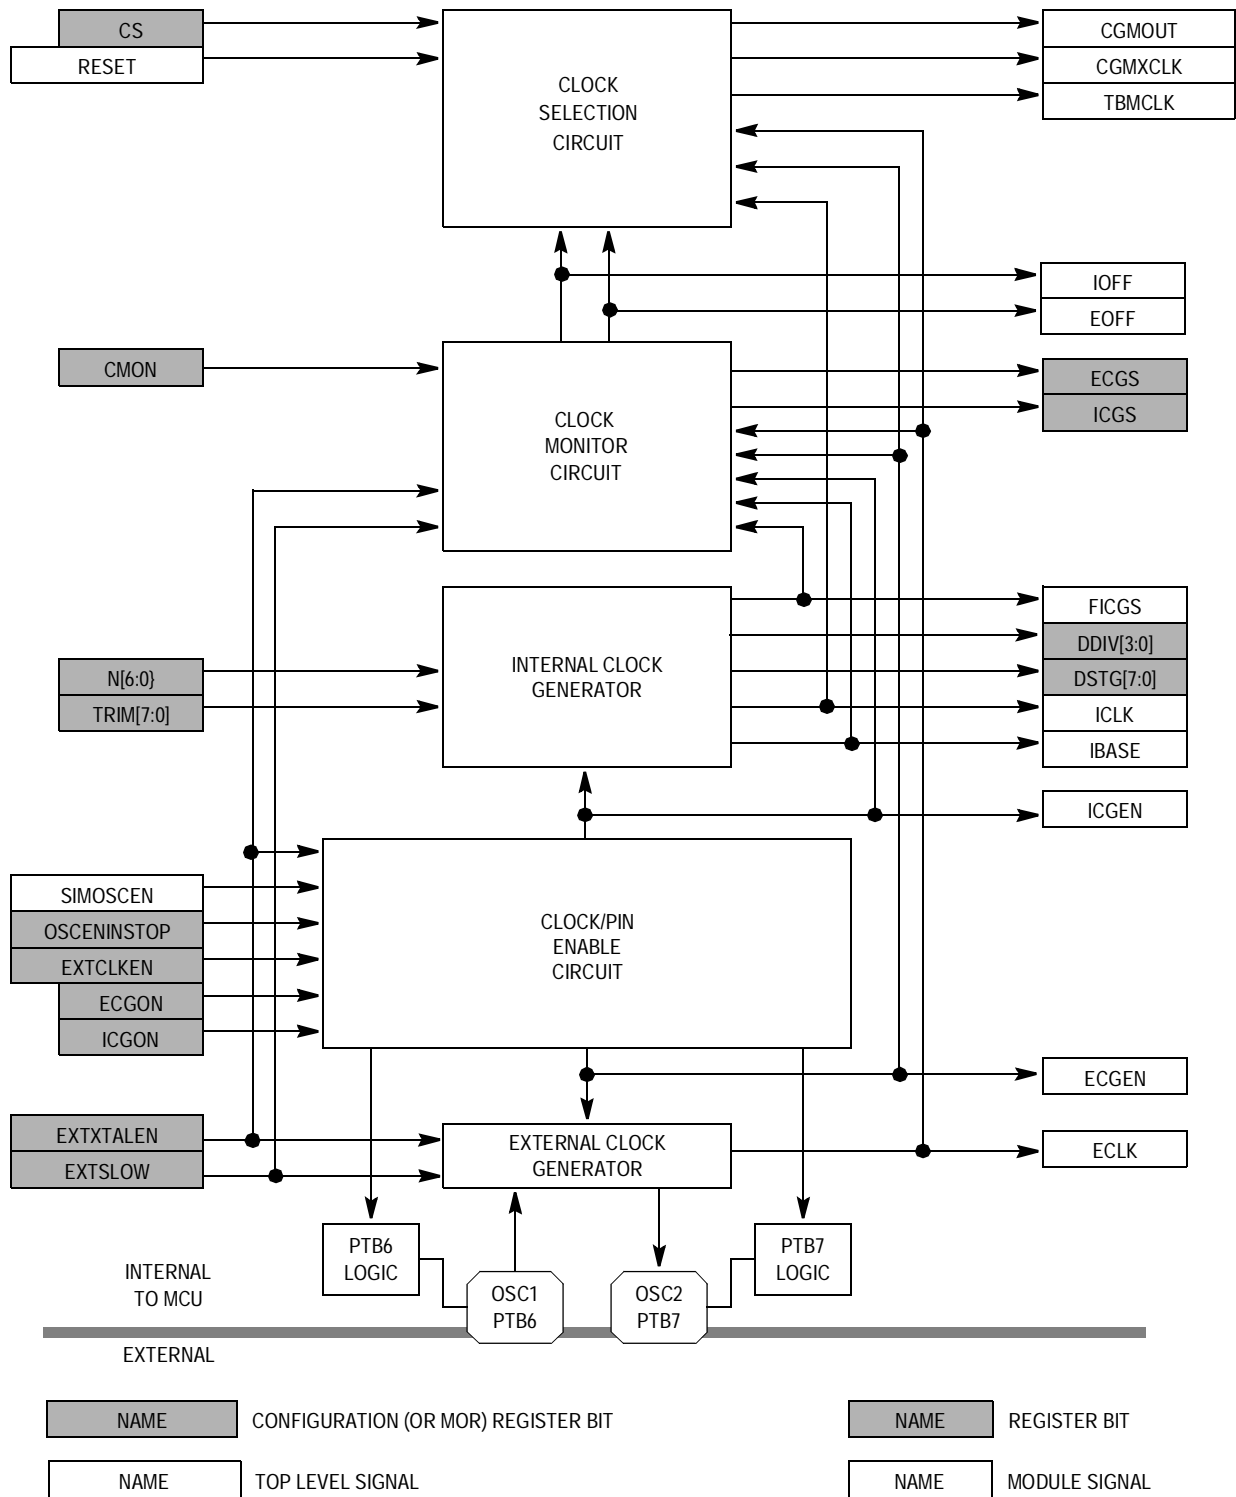 CS
RESET
CLOCK
SELECTION
CIRCUIT
CGMOUT
CGMXCLK
TBMCLK
IOFF
EOFF
CMON
CLOCK
MONITOR
CIRCUIT
ECGS
ICGS
N[6:0}
TRIM[7:0]
INTERNAL CLOCK
GENERATOR
FICGS
DDIV[3:0]
DSTG[7:0]
ICLK
IBASE
ICGEN
SIMOSCEN
OSCENINSTOP
EXTCLKEN
ECGON
ICGON
CLOCK/PIN
ENABLE
CIRCUIT
ECGEN
EXTXTALEN
EXTSLOW
EXTERNAL CLOCK
GENERATOR
ECLK
PTB6
LOGIC
OSC1
PTB6
OSC2
PTB7
PTB7
LOGIC
INTERNAL
TO MCU
EXTERNAL
NAME CONFIGURATION (OR MOR) REGISTER BIT
NAME REGISTER BIT
NAME TOP LEVEL SIGNAL
NAME MODULE SIGNAL